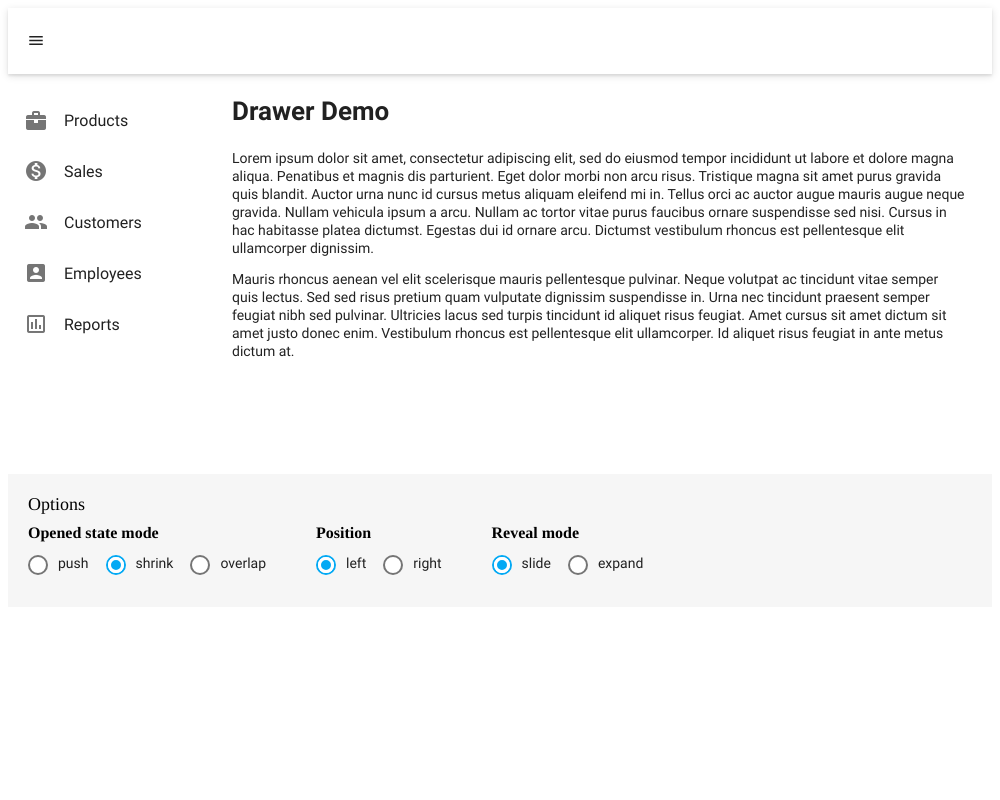 Products
Sales
Customers
Employees
Reports
Drawer Demo
Lorem ipsum dolor sit amet, consectetur adipiscing elit, sed do eiusmod tempor incididunt ut labore et dolore magna
aliqua. Penatibus et magnis dis parturient. Eget dolor morbi non arcu risus. Tristique magna sit amet purus gravida
quis blandit. Auctor urna nunc id cursus metus aliquam eleifend mi in. Tellus orci ac auctor augue mauris augue neque
gravida. Nullam vehicula ipsum a arcu. Nullam ac tortor vitae purus faucibus ornare suspendisse sed nisi. Cursus in
hac habitasse platea dictumst. Egestas dui id ornare arcu. Dictumst vestibulum rhoncus est pellentesque elit
ullamcorper dignissim.
Mauris rhoncus aenean vel elit scelerisque mauris pellentesque pulvinar. Neque volutpat ac tincidunt vitae semper
quis lectus. Sed sed risus pretium quam vulputate dignissim suspendisse in. Urna nec tincidunt praesent semper
feugiat nibh sed pulvinar. Ultricies lacus sed turpis tincidunt id aliquet risus feugiat. Amet cursus sit amet dictum sit
amet justo donec enim. Vestibulum rhoncus est pellentesque elit ullamcorper. Id aliquet risus feugiat in ante metus
dictum at.
Options
Opened state mode Position Reveal mode
push shrink overlap left right slide expand